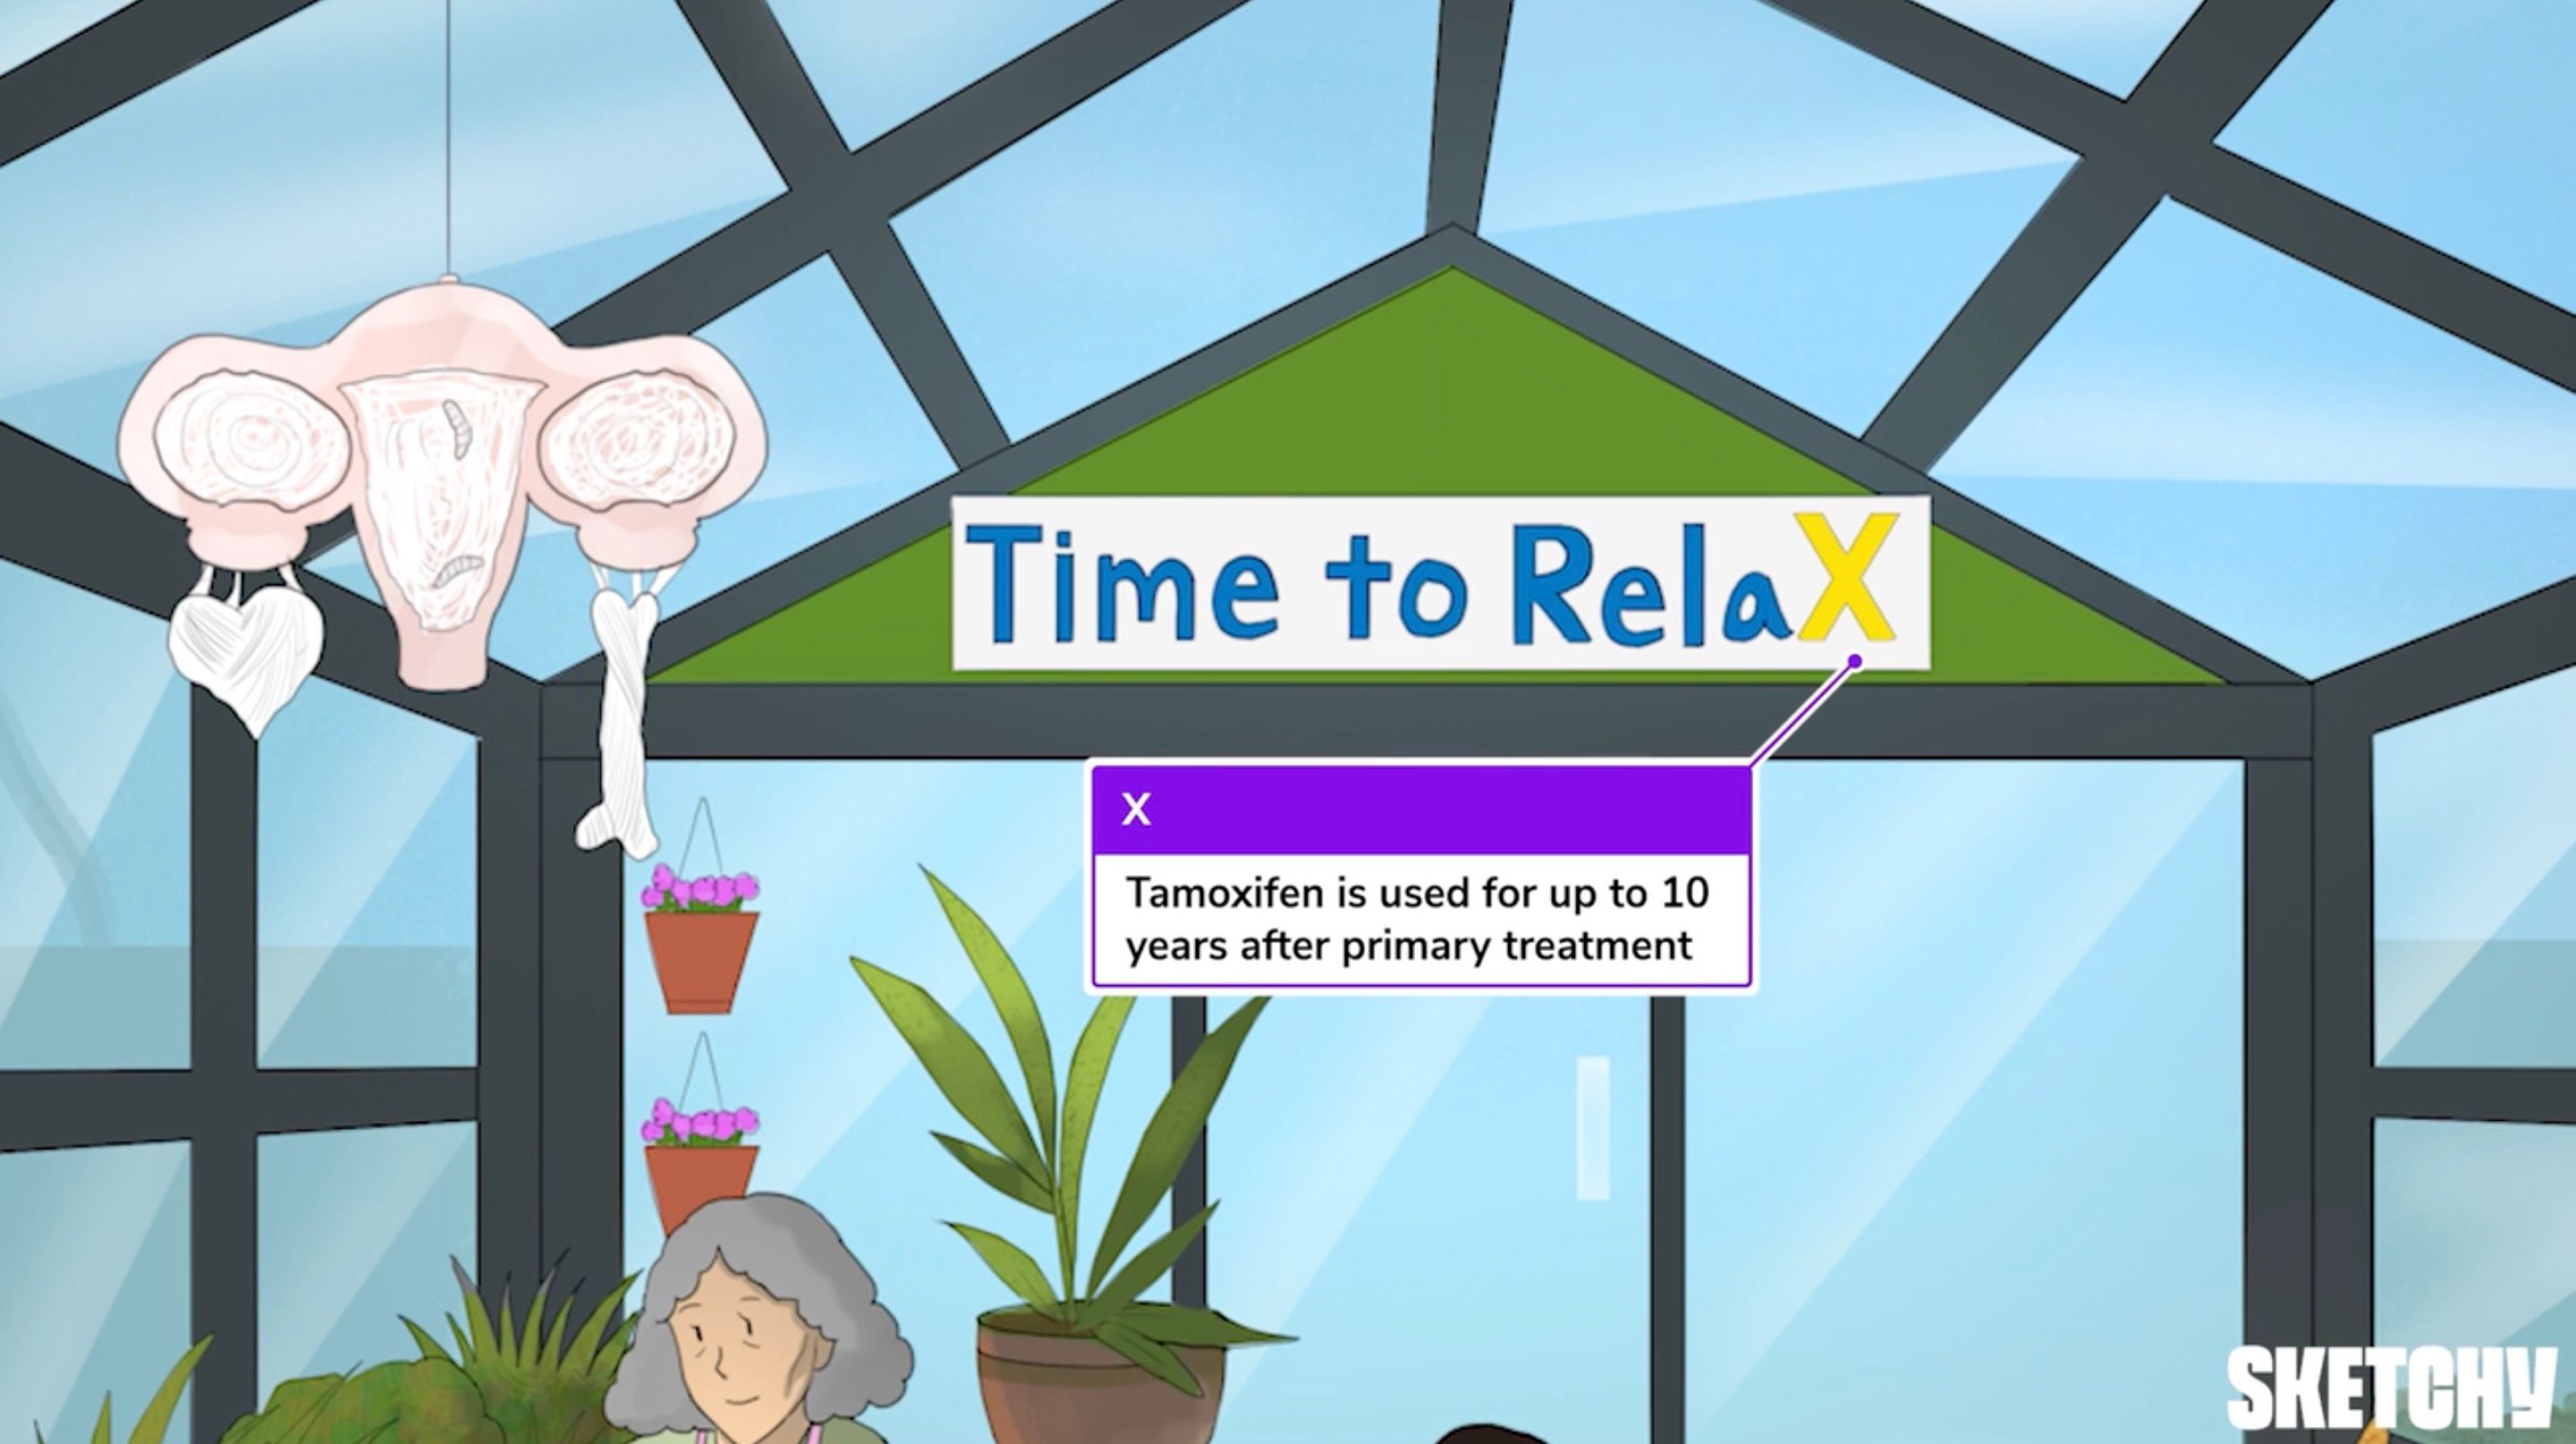 Time to RelaX
X
Tamoxifen is used for up to 10
years after primary treatment
SKETCHY